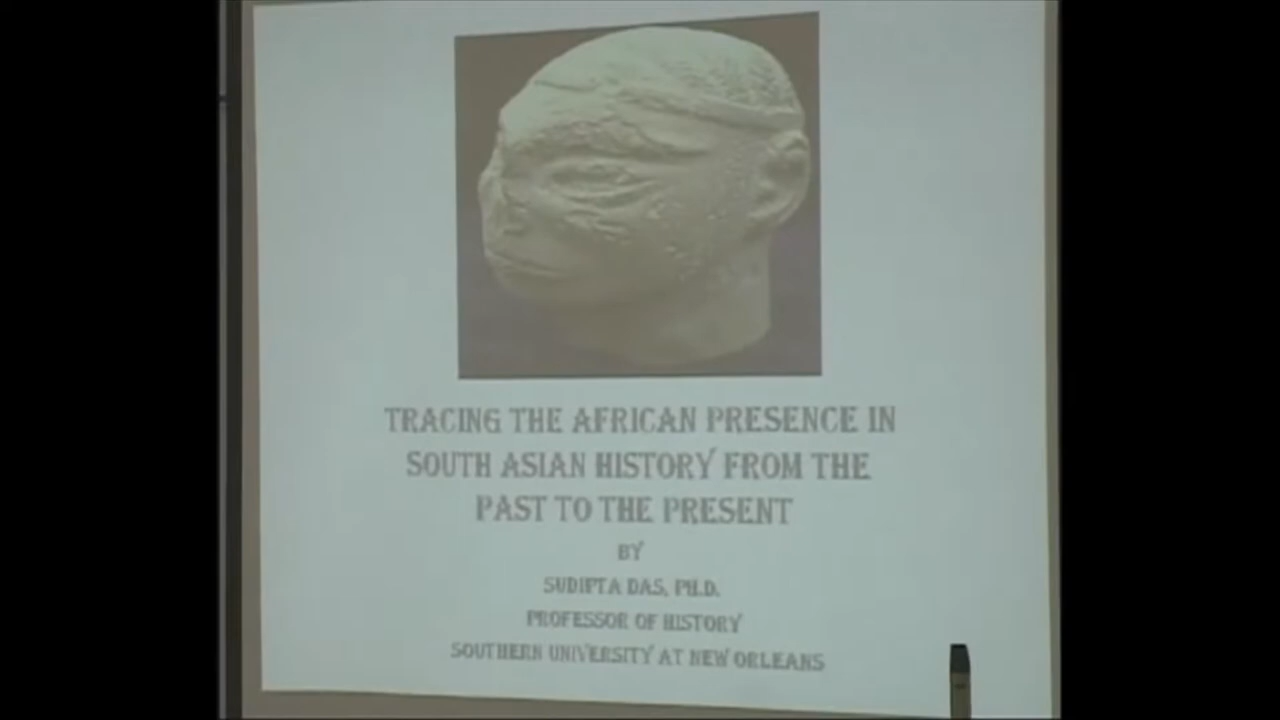 TRACING THE AFRICAN PRESENCE IN
SOUTH ASIAN HISTORY FROM THE
PAST TO THE PRESENT
BY
SUDIPTA DAS, PH.D.
PROFESSOR OF HISTORY
SOUTHERN UNIVERSITY AT NEW ORLEANS